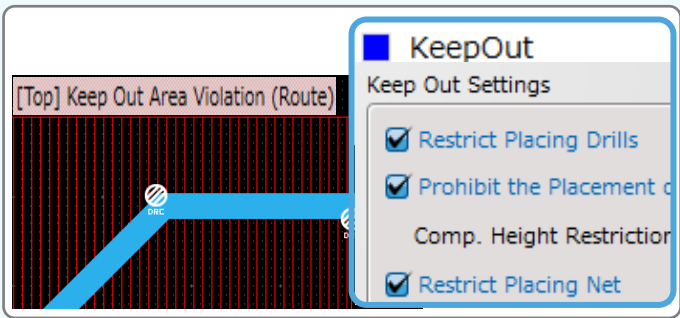 KeepOut
[Top] Keep Out Area Violation (Route)
Keep Out Settings
Restrict Placing Drills
Prohibit the Placement
Comp. Height Restriction
Restrict Placing Net
DRC